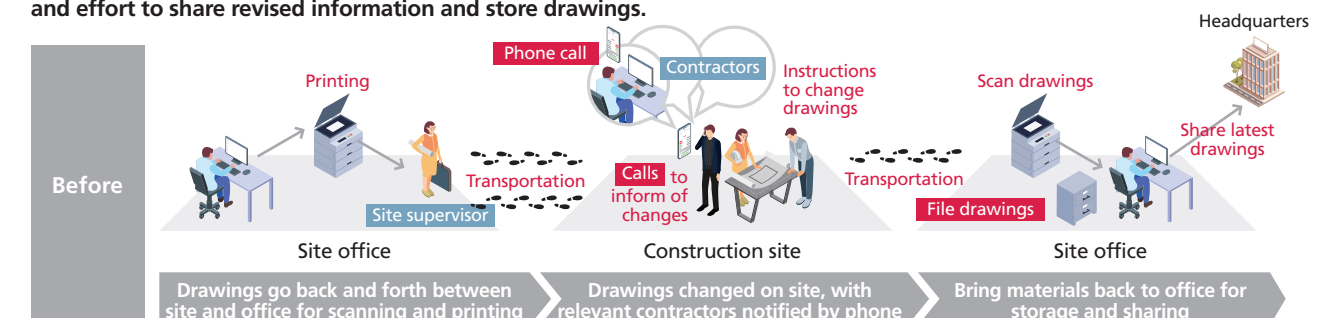 and effort to share revised information and store drawings.
Headquarters
Before
Printing
Site supervisor
Transportation
Site office
Phone call
Contractors
Instructions
to change
drawings
Calls to
inform of
changes
Construction site
Transportation
Scan drawings
Share latest
drawings
File drawings
Site office
Drawings go back and forth between
site and office for scanning and printing
Drawings changed on site, with
relevant contractors notified by phone
Bring materials back to office for
storage and sharing